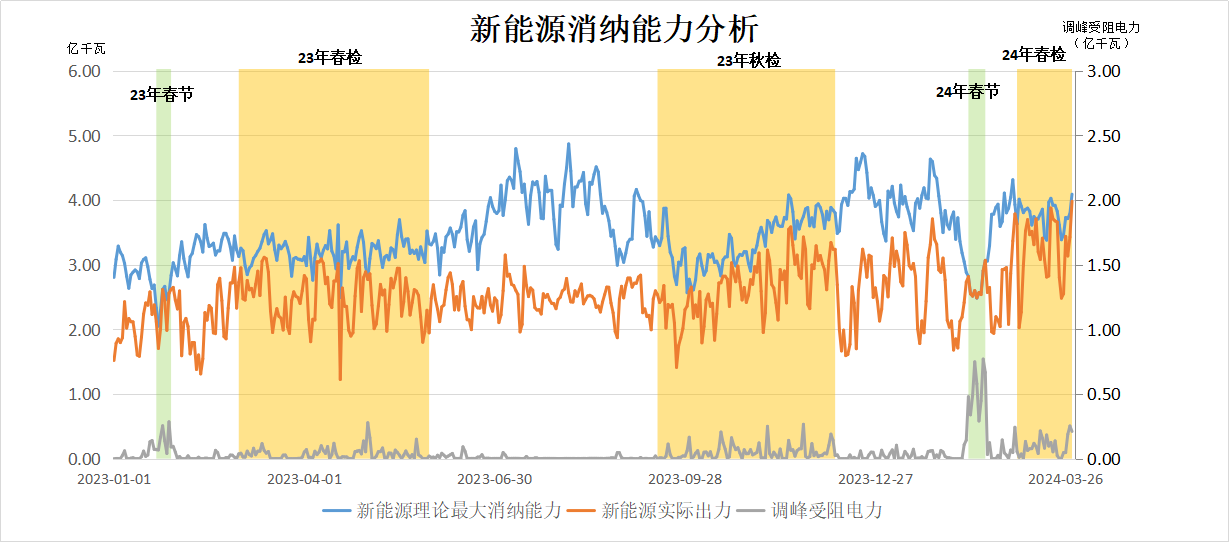 新能源消纳能力分析
亿千瓦
调峰受阻电力
（亿千瓦）
23年春检
23年秋检
24年春检
23年春节
24年春节
6.00
5.00
4.00
3.00
2.00
1.00
0.00
3.00
2.50
2.00
1.50
1.00
0.50
0.00
2023-01-01
2023-04-01
2023-06-30
2023-09-28
2023-12-27
2024-03-26
新能源理论最大消纳能力
新能源实际出力
调峰受阻电力